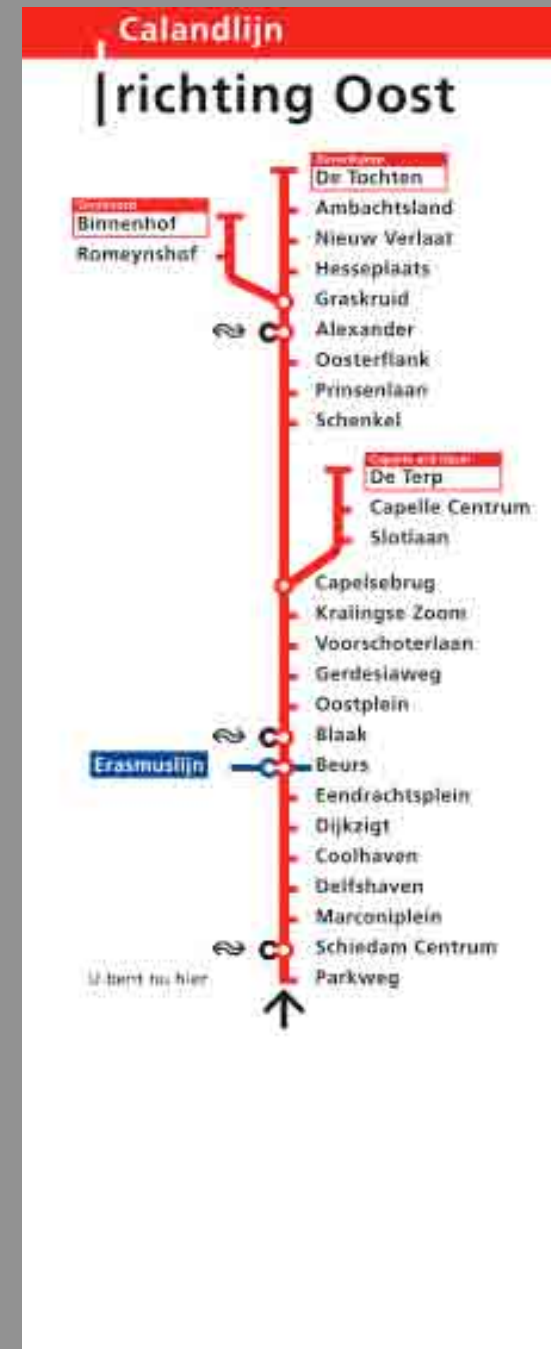 Calandlijn
richting Oost
De Tochten
Ambachtsland
Binnenhof
Nieuw Verlaat
Romeynshof
Hesseplaats
Graskruid
Alexander
Oosterflank
Prinsenlaan
Schenkel
De Terp
Capelle Centrum
Slotlaan
Capelsebrug
Kralingse Zoom
Voorschoterlaan
Gerdesiaweg
Oostplein
Blaak
Erasmuslijn
Beurs
Eendrachtsplein
Dijkzigt
Coolhaven
Delfshaven
Marconiplein
Schiedam Centrum
U bent nu hier
Parkweg